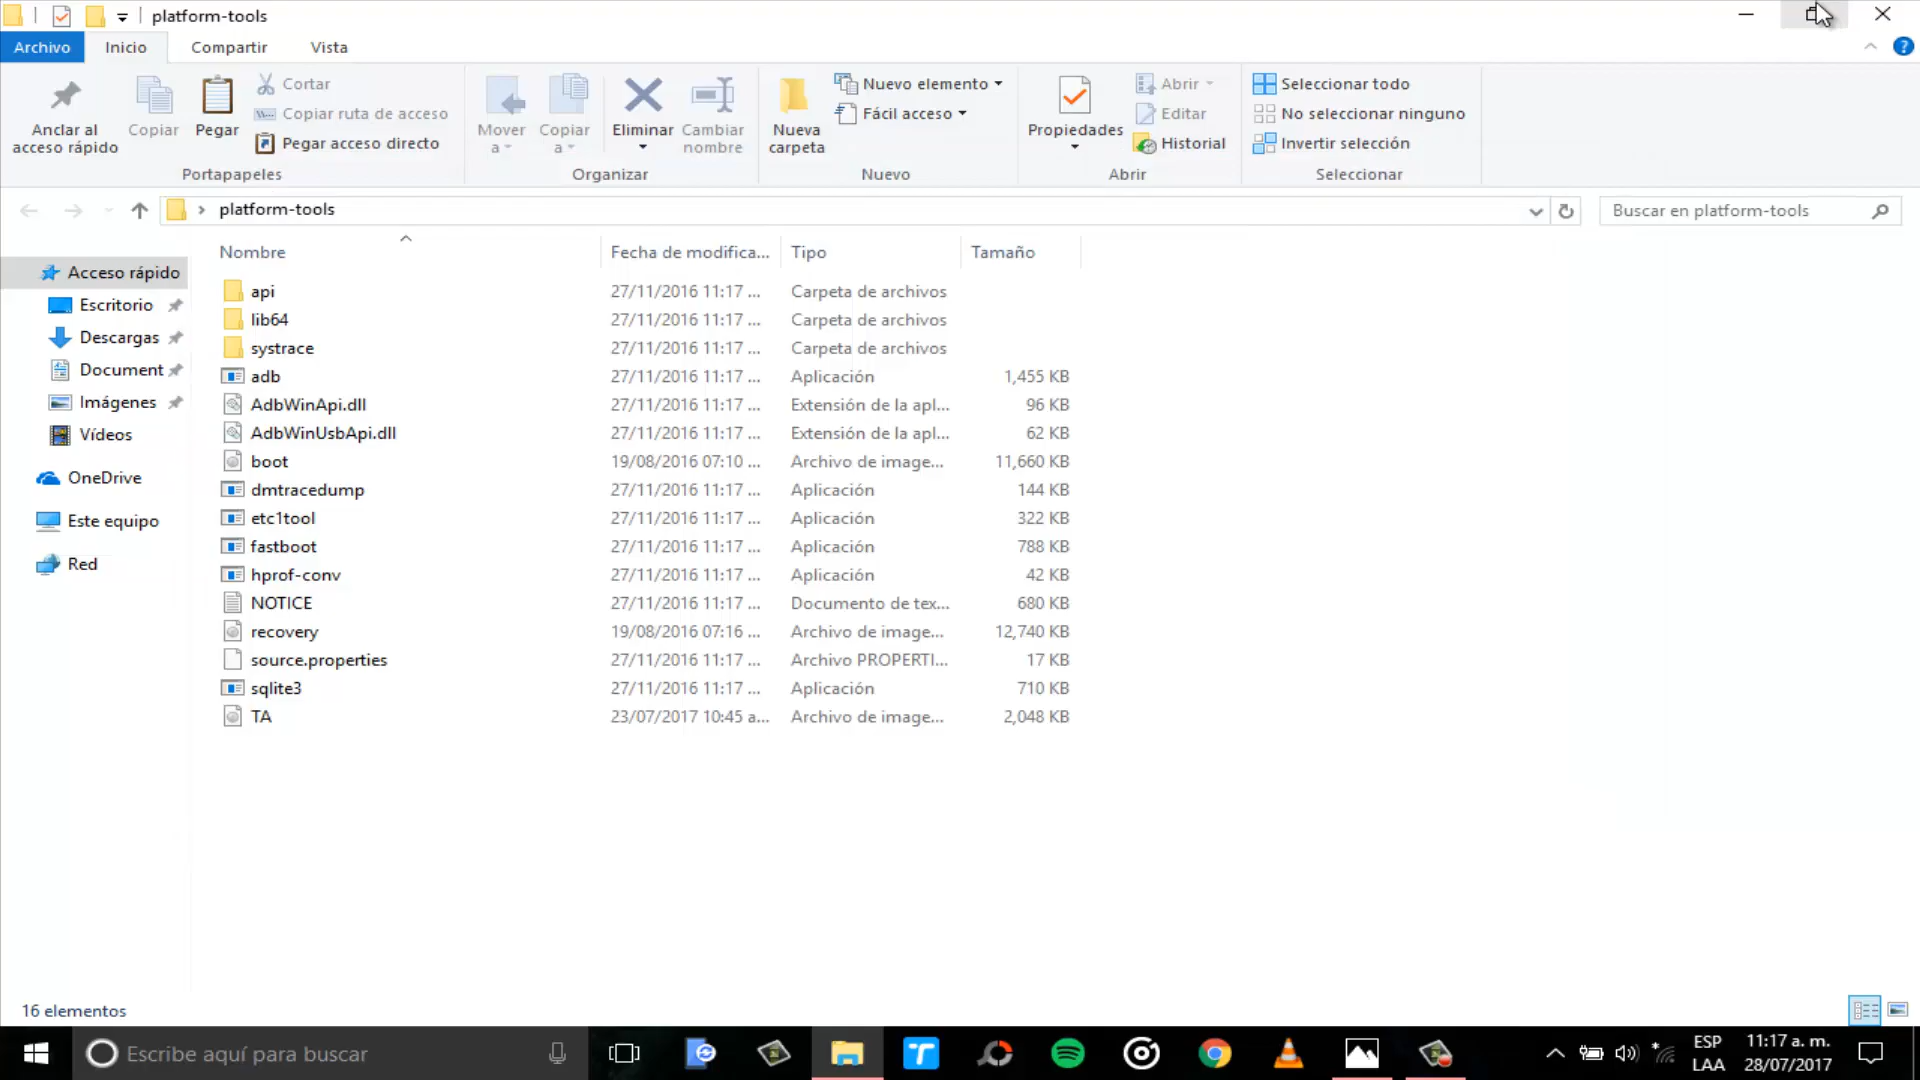 platform-tools
Archivo Inicio Compartir Vista
Anclar al acceso rápido
Copiar
Pegar
Cortar
Copiar ruta de acceso
Pegar acceso directo
Portapapeles
Mover a
Copiar a
Eliminar
Cambiar nombre
Organizar
Nueva carpeta
Nuevo elemento
Fácil acceso
Nuevo
Propiedades
Abrir
Editar
Historial
Abrir
Seleccionar todo
No seleccionar ninguno
Invertir selección
Seleccionar
platform-tools
Buscar en platform-tools
Acceso rápido
Escritorio
Descargas
Document
Imágenes
Vídeos
OneDrive
Este equipo
Red
Nombre Fecha de modifica... Tipo Tamaño
api 27/11/2016 11:17 ... Carpeta de archivos
lib64 27/11/2016 11:17 ... Carpeta de archivos
systrace 27/11/2016 11:17 ... Carpeta de archivos
adb 27/11/2016 11:17 ... Aplicación 1,455 KB
AdbWinApi.dll 27/11/2016 11:17 ... Extensión de la apl... 96 KB
AdbWinUsbApi.dll 27/11/2016 11:17 ... Extensión de la apl... 62 KB
boot 19/08/2016 07:10 ... Archivo de image... 11,660 KB
dmtracedump 27/11/2016 11:17 ... Aplicación 144 KB
etc1tool 27/11/2016 11:17 ... Aplicación 322 KB
fastboot 27/11/2016 11:17 ... Aplicación 788 KB
hprof-conv 27/11/2016 11:17 ... Aplicación 42 KB
NOTICE 27/11/2016 11:17 ... Documento de tex... 680 KB
recovery 19/08/2016 07:16 ... Archivo de image... 12,740 KB
source.properties 27/11/2016 11:17 ... Archivo PROPERTI... 17 KB
sqlite3 27/11/2016 11:17 ... Aplicación 710 KB
TA 23/07/2017 10:45 a... Archivo de image... 2,048 KB
16 elementos
Escribe aquí para buscar
ESP
LAA
11:17 a. m.
28/07/2017